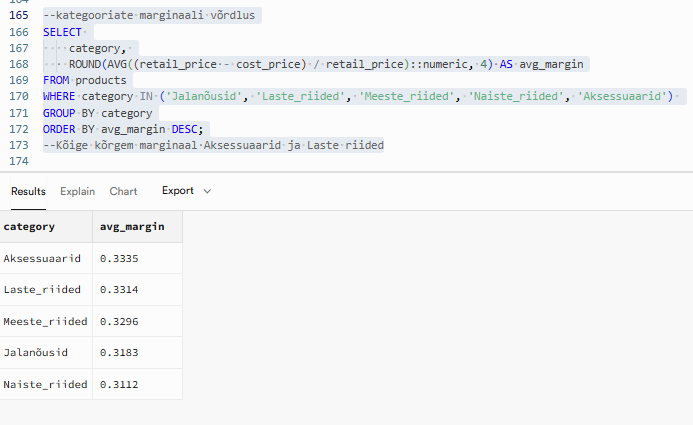 165 --kategooriate marginaali võrdlus
166 SELECT
167 category,
168 ROUND(AVG((retail_price - cost_price) / retail_price)::numeric, 4) AS avg_margin
169 FROM products
170 WHERE category IN ('Jalanõusid', 'Laste_riided', 'Meeste_riided', 'Naiste_riided', 'Aksessuaarid')
171 GROUP BY category
172 ORDER BY avg_margin DESC;
173 --Kõige kõrgem marginaal Aksessuaarid ja Laste riided
174
Results Explain Chart Export
category avg_margin
Aksessuaarid 0.3335
Laste_riided 0.3314
Meeste_riided 0.3296
Jalanõusid 0.3183
Naiste_riided 0.3112